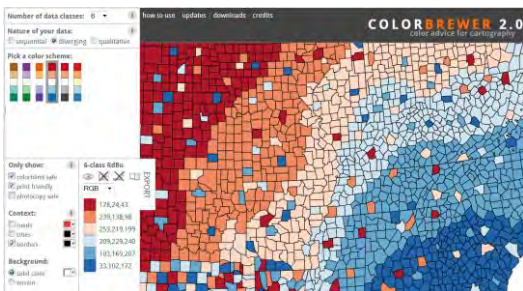 Number of data classes: 6
how to use | updates | downloads | credits
COLORBREWER 2.0
color advice for cartography
Nature of your data:
sequential diverging qualitative
Pick a color scheme:
Only show:
colorblind safe
print friendly
photocopy safe
Context:
roads
cities
borders
Background:
solid color
terrain
6-class RdBu
EXPORT
RGB
178,24,43
239,138,98
253,219,199
209,229,240
103,169,207
33,102,172